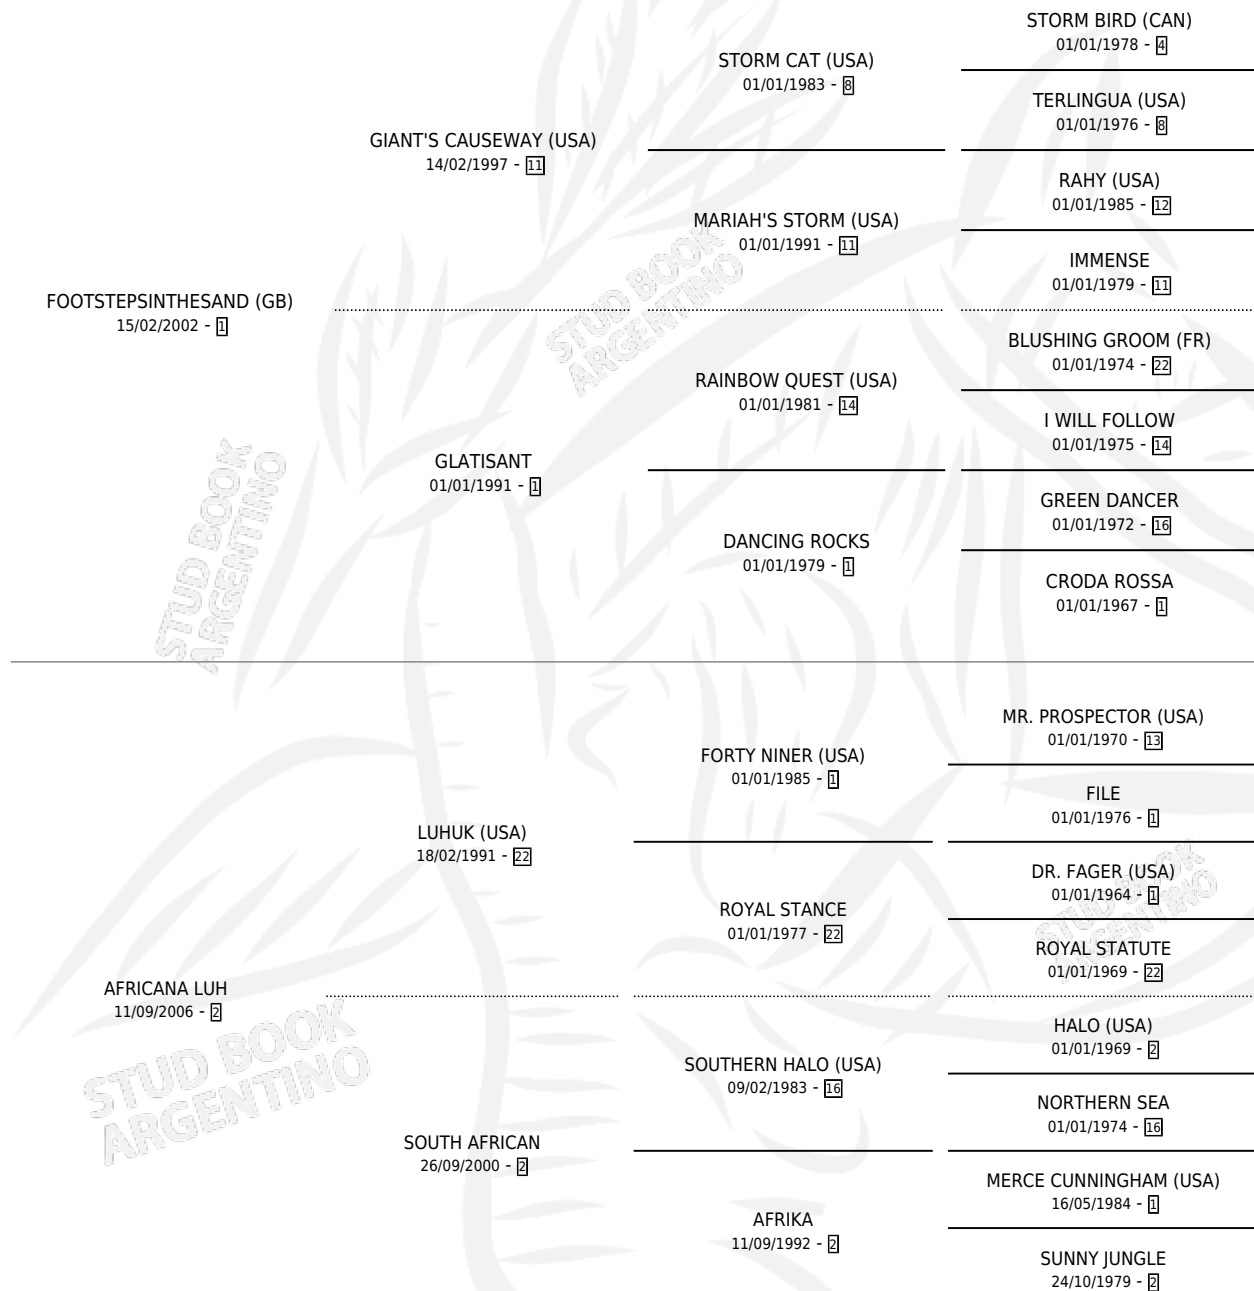 STORM BIRD (CAN)
01/01/1978 - 4
STORM CAT (USA)
01/01/1983 - 8
TERLINGUA (USA)
01/01/1976 - 8
GIANT'S CAUSEWAY (USA)
14/02/1997 - 11
RAHY (USA)
01/01/1985 - 12
MARIAH'S STORM (USA)
01/01/1991 - 11
IMMENSE
01/01/1979 - 11
FOOTSTEPSINTHESAND (GB)
15/02/2002 - 1
BLUSHING GROOM (FR)
01/01/1974 - 22
RAINBOW QUEST (USA)
01/01/1981 - 14
I WILL FOLLOW
01/01/1975 - 14
GLATISANT
01/01/1991 - 1
GREEN DANCER
01/01/1972 - 16
DANCING ROCKS
01/01/1979 - 1
CRODA ROSSA
01/01/1967 - 1
MR. PROSPECTOR (USA)
01/01/1970 - 13
FORTY NINER (USA)
01/01/1985 - 1
FILE
01/01/1976 - 1
LUHUK (USA)
18/02/1991 - 22
DR. FAGER (USA)
01/01/1964 - 1
ROYAL STANCE
01/01/1977 - 22
ROYAL STATUTE
01/01/1969 - 22
AFRICANA LUH
11/09/2006 - 2
HALO (USA)
01/01/1969 - 2
SOUTHERN HALO (USA)
09/02/1983 - 16
NORTHERN SEA
01/01/1974 - 16
SOUTH AFRICAN
26/09/2000 - 2
MERCE CUNNINGHAM (USA)
16/05/1984 - 1
AFRIKA
11/09/1992 - 2
SUNNY JUNGLE
24/10/1979 - 2
STUD BOOK
ARGENTINO
STUD BOOK
ARGENTINO
STUD BOOK
ARGENTINO
STUD BOOK
ARGENTINO